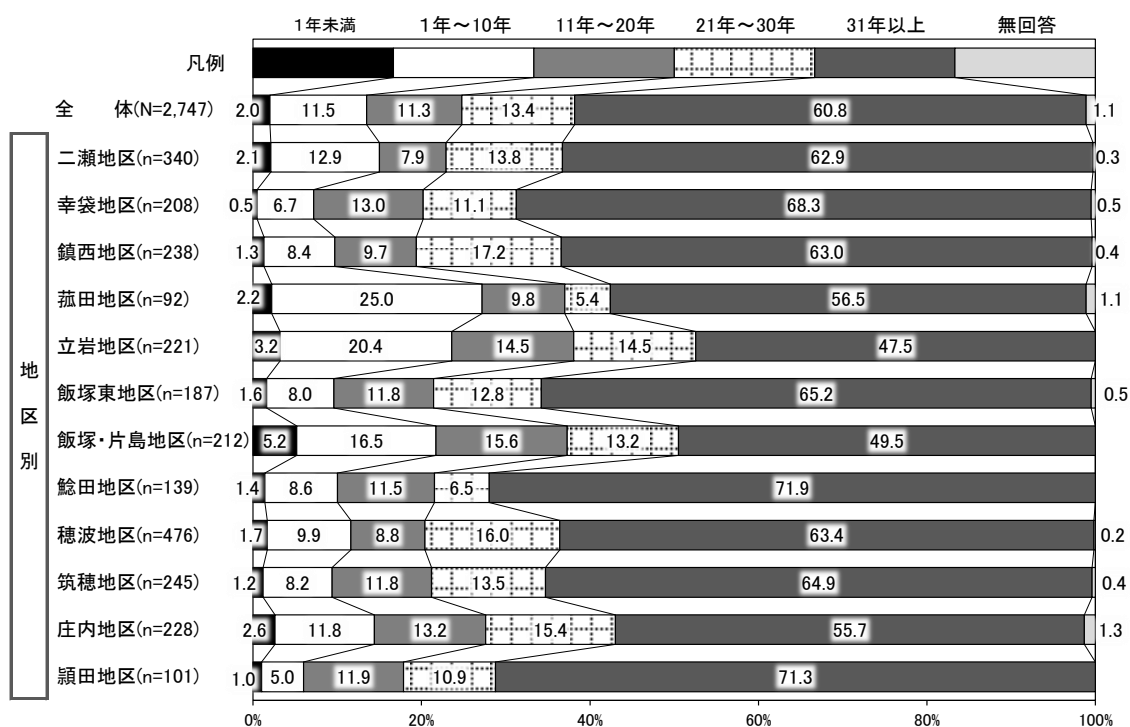 1年未満 1年～10年 11年～20年 21年～30年 31年以上 無回答
凡例
全 体(N=2,747) 2.0 11.5 11.3 13.4 60.8 1.1
地区別
二瀬地区(n=340) 2.1 12.9 7.9 13.8 62.9 0.3
幸袋地区(n=208) 0.5 6.7 13.0 11.1 68.3 0.5
鎮西地区(n=238) 1.3 8.4 9.7 17.2 63.0 0.4
菰田地区(n=92) 2.2 25.0 9.8 5.4 56.5 1.1
立岩地区(n=221) 3.2 20.4 14.5 14.5 47.5
飯塚東地区(n=187) 1.6 8.0 11.8 12.8 65.2 0.5
飯塚・片島地区(n=212) 5.2 16.5 15.6 13.2 49.5
鯰田地区(n=139) 1.4 8.6 11.5 6.5 71.9
穂波地区(n=476) 1.7 9.9 8.8 16.0 63.4 0.2
筑穂地区(n=245) 1.2 8.2 11.8 13.5 64.9 0.4
庄内地区(n=228) 2.6 11.8 13.2 15.4 55.7 1.3
頴田地区(n=101) 1.0 5.0 11.9 10.9 71.3
0% 20% 40% 60% 80% 100%